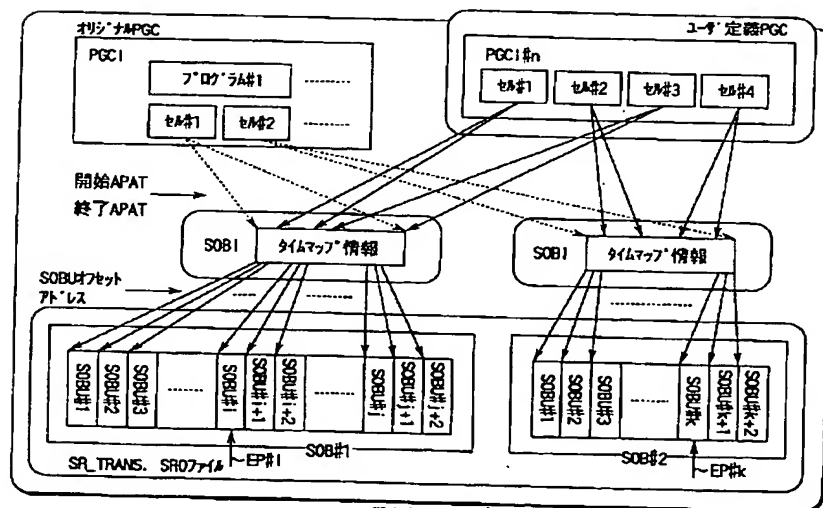 オリジナルPGC
PGCI
プログラム#1
セル#1
セル#2
ユーザ定義PGC
PGCI#n
セル#1
セル#2
セル#3
セル#4
開始APAT
終了APAT
SOBI
タイムマップ情報
SOBI
タイムマップ情報
SOBUオフセット
アドレス
SOBU#1
SOBU#2
SOBU#3
SOBU#i
SOBU#i+1
SOBU#i+2
SOBU#j
SOBU#j+1
SOBU#j+2
SOBU#1
SOBU#2
SOBU#3
SOBU#k
SOBU#k+1
SOBU#k+2
SOB#1
EP#i
SOB#2
EP#k
SR_TRANS. SROファイル